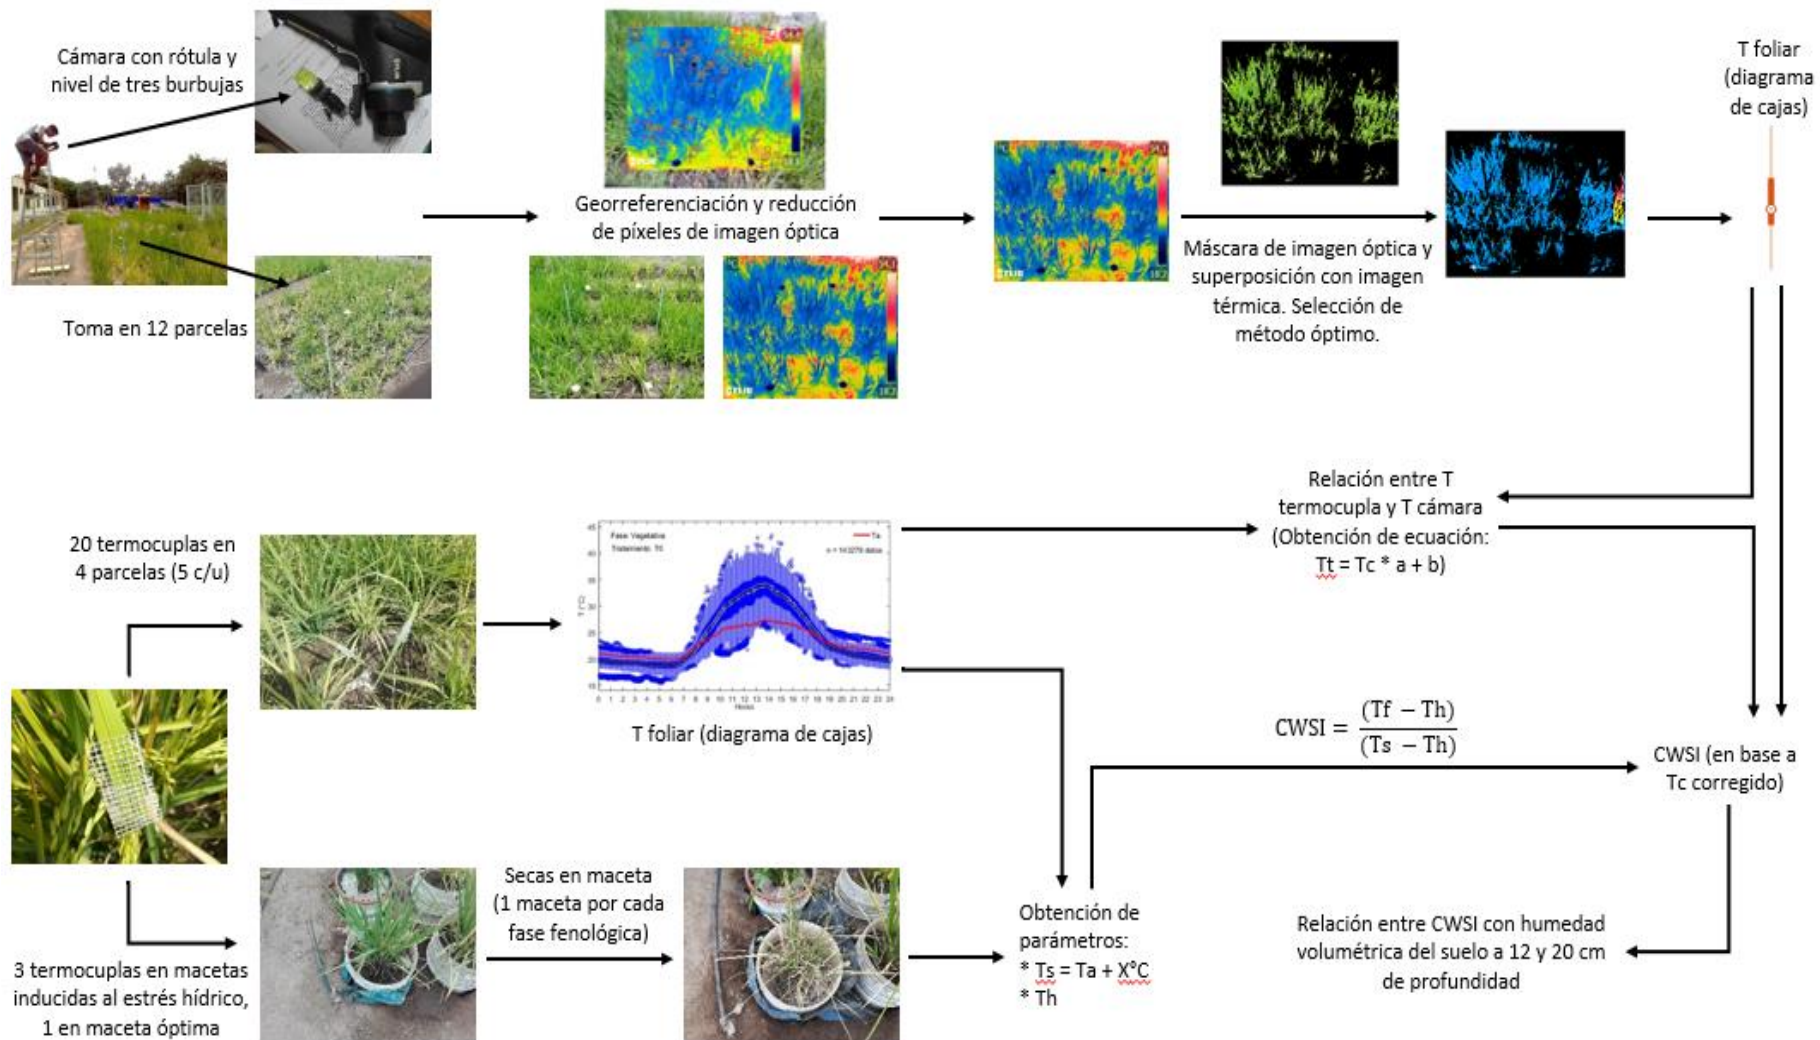 Cámara con rótula y
nivel de tres burbujas
Toma en 12 parcelas
Georreferenciación y reducción
de píxeles de imagen óptica
Máscara de imagen óptica y
superposición con imagen
térmica. Selección de
método óptimo.
T foliar
(diagrama
de cajas)
20 termocuplas en
4 parcelas (5 c/u)
Fase: Vegetativa
Ta
T foliar (diagrama de cajas)
Relación entre T
termocupla y T cámara
(Obtención de ecuación:
Tt = Tc * a + b)
CWSI = (Tf − Th)
(Ts − Th)
CWSI (en base a
Tc corregido)
3 termocuplas en macetas
inducidas al estrés hídrico,
1 en maceta óptima
Secas en maceta
(1 maceta por cada
fase fenológica)
Obtención de
parámetros:
* Ts = Ta + X°C
* Th
Relación entre CWSI con humedad
volumétrica del suelo a 12 y 20 cm
de profundidad